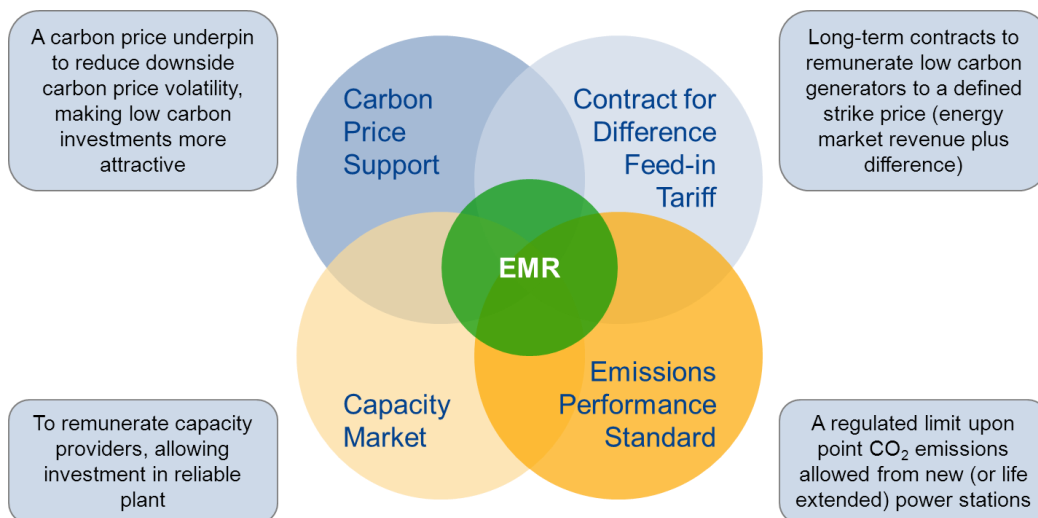 A carbon price underpin
to reduce downside
carbon price volatility,
making low carbon
investments more
attractive
Carbon
Price
Support
Contract for
Difference
Feed-in
Tariff
Long-term contracts to
remunerate low carbon
generators to a defined
strike price (energy
market revenue plus
difference)
EMR
To remunerate capacity
providers, allowing
investment in reliable
plant
Capacity
Market
Emissions
Performance
Standard
A regulated limit upon
point CO₂ emissions
allowed from new (or life
extended) power stations